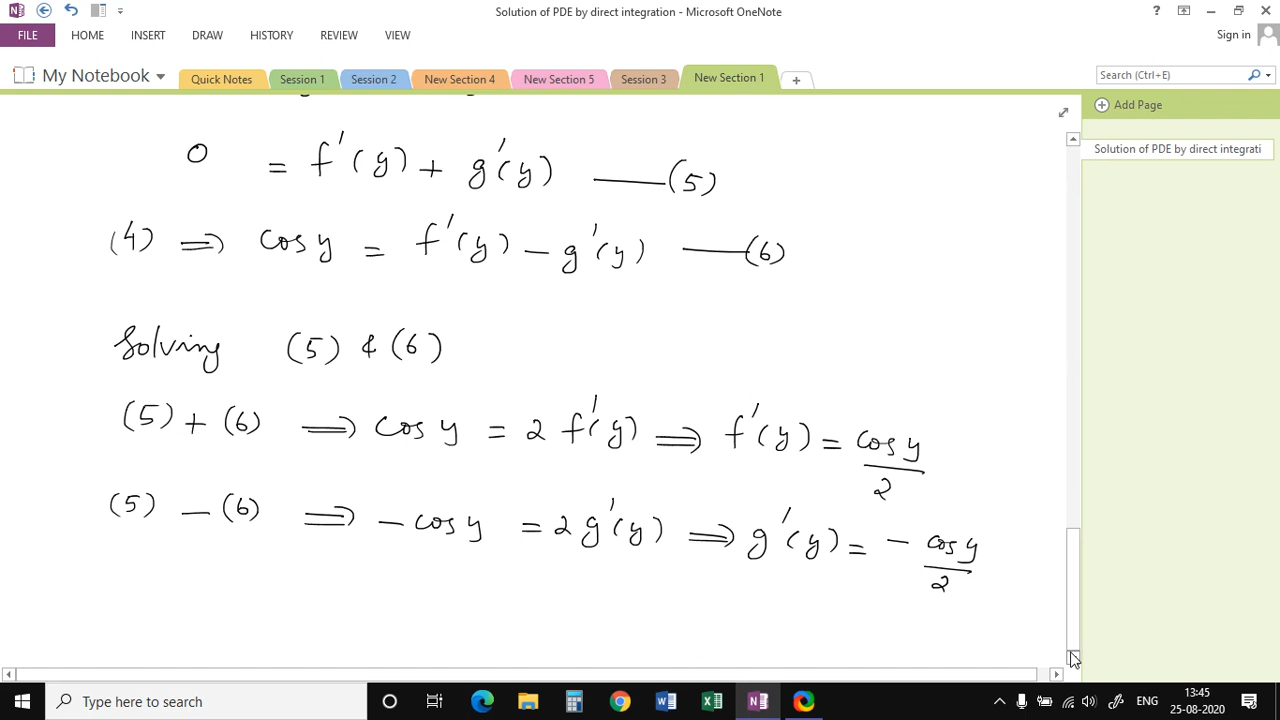 Solution of PDE by direct integration - Microsoft OneNote
?
FILE HOME INSERT DRAW HISTORY REVIEW VIEW
Sign in
My Notebook Quick Notes Session 1 Session 2 New Section 4 New Section 5 Session 3 New Section 1 +
Search (Ctrl+E)
Add Page
Solution of PDE by direct integrati
0 = f'(y) + g'(y) —(5)
(4) ⟹ cos y = f'(y) − g'(y) —(6)
Solving (5) & (6)
(5) + (6) ⟹ cos y = 2 f'(y) ⟹ f'(y) = cos y / 2
(5) − (6) ⟹ − cos y = 2 g'(y) ⟹ g'(y) = − cos y / 2
Type here to search
ENG
13:45
25-08-2020